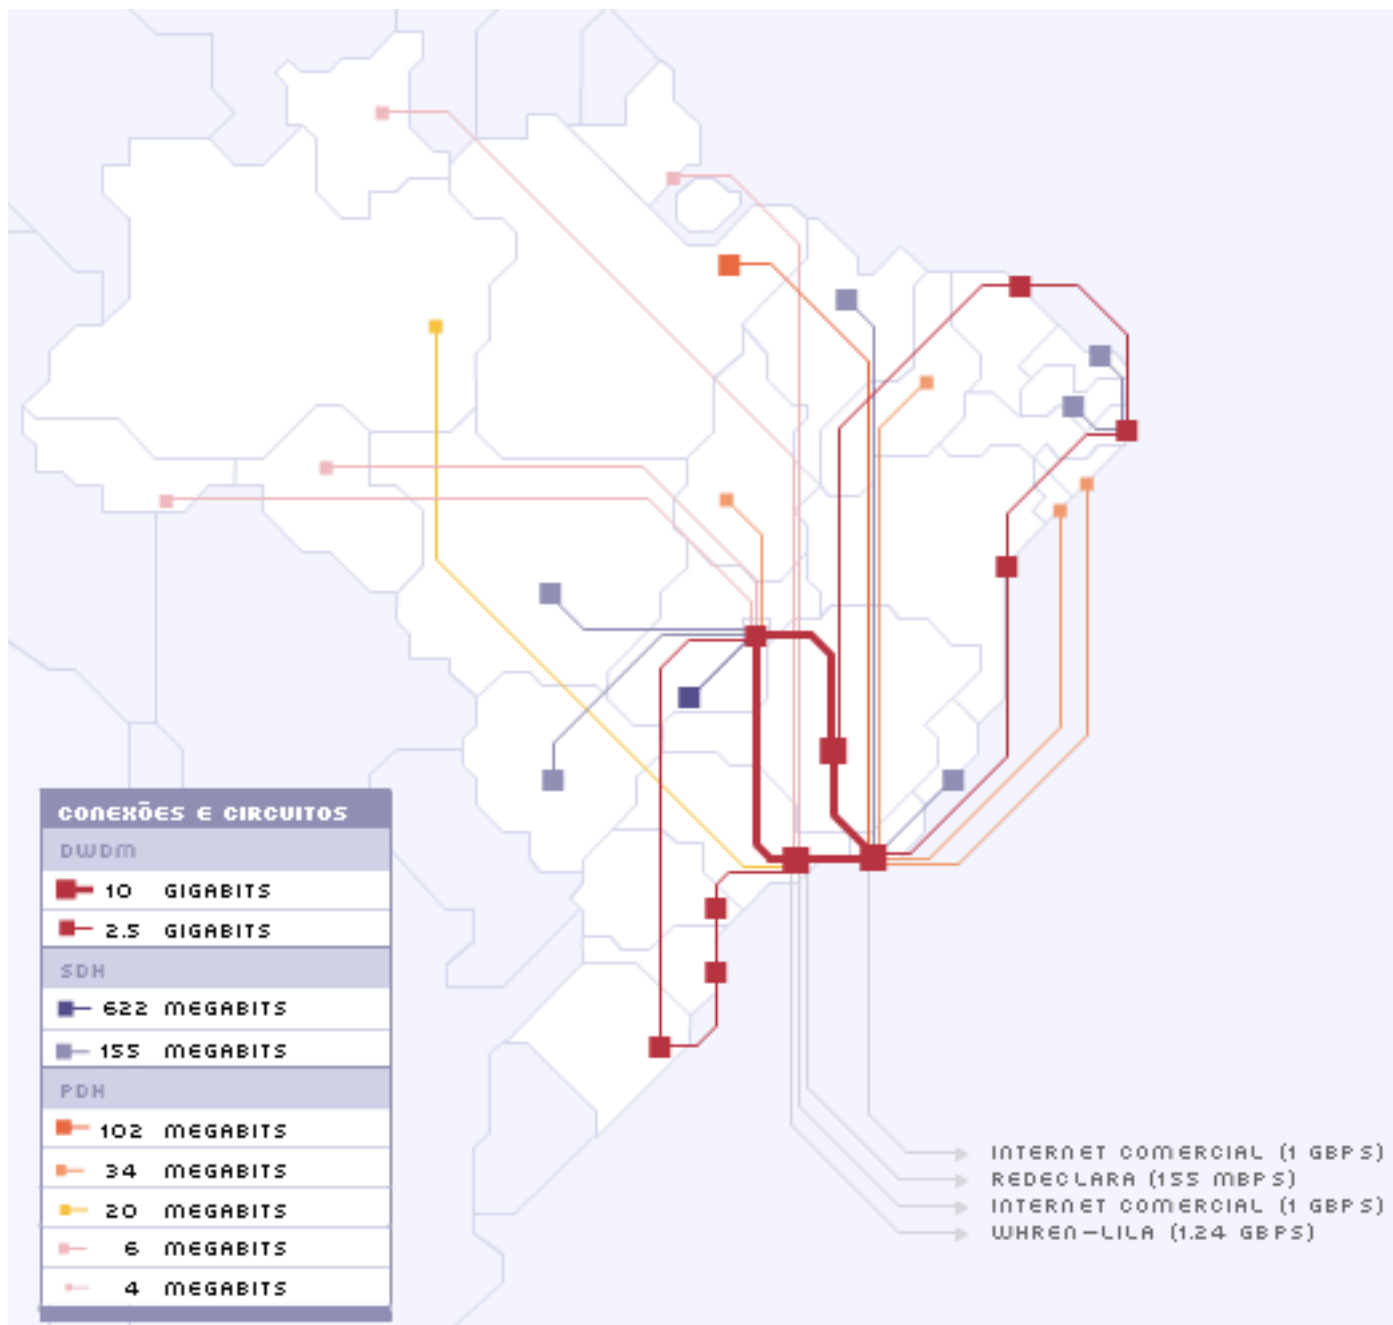 CONEXÕES E CIRCUITOS
DWDM
10 GIGABITS
2.5 GIGABITS
SDH
622 MEGABITS
155 MEGABITS
PDH
102 MEGABITS
34 MEGABITS
20 MEGABITS
6 MEGABITS
4 MEGABITS
INTERNET COMERCIAL (1 GBPS)
REDECLARA (155 MBPS)
INTERNET COMERCIAL (1 GBPS)
WHREN-LILA (1.24 GBPS)